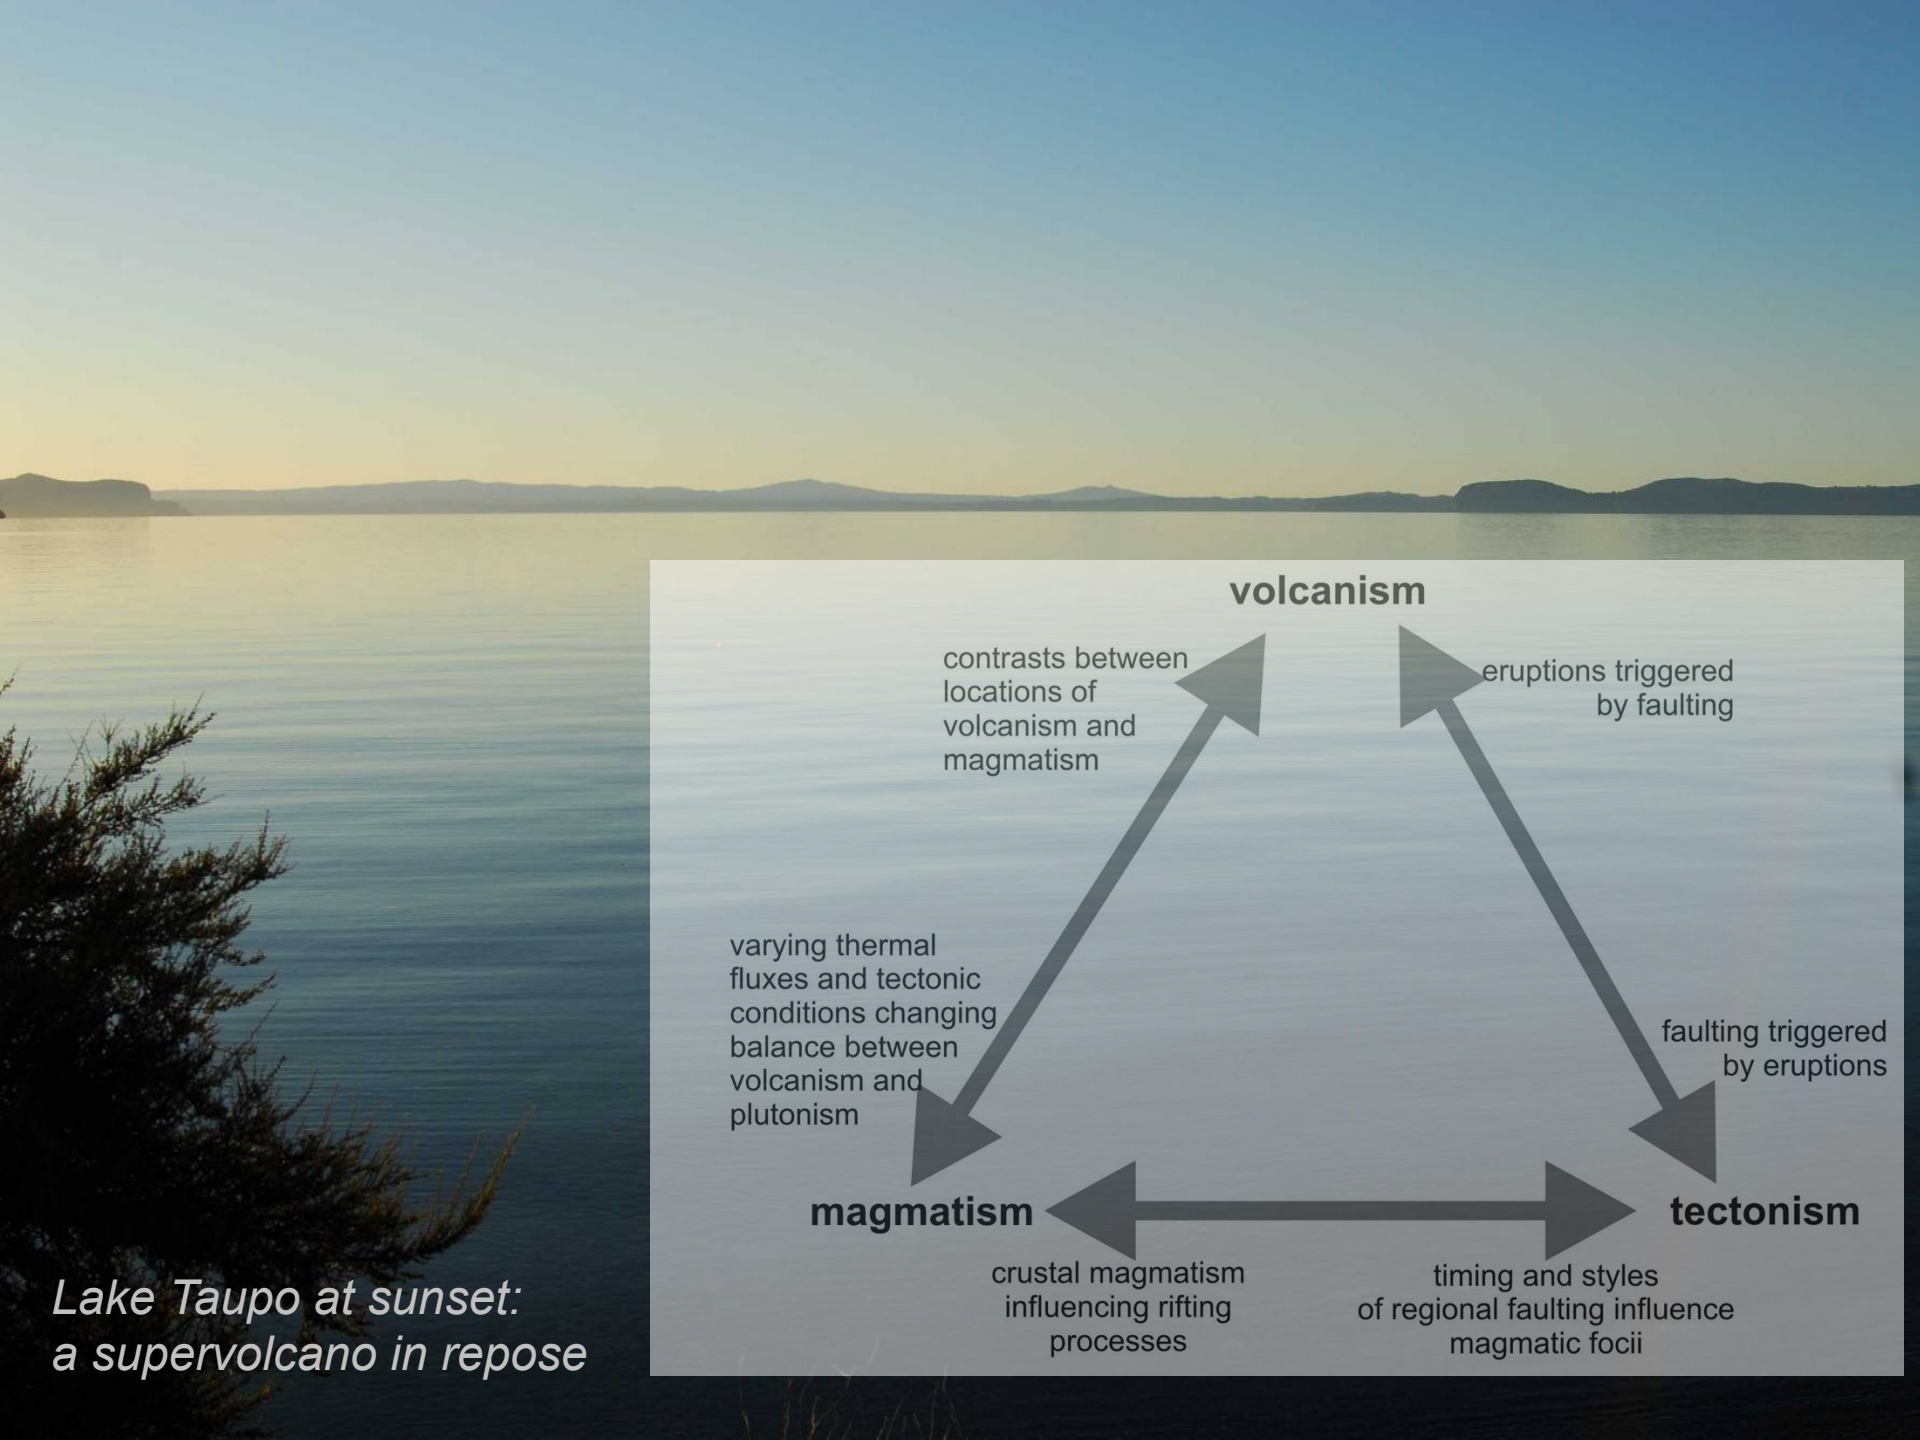 volcanism
contrasts between
locations of
volcanism and
magmatism
eruptions triggered
by faulting
varying thermal
fluxes and tectonic
conditions changing
balance between
volcanism and
plutonism
faulting triggered
by eruptions
magmatism
tectonism
crustal magmatism
influencing rifting
processes
timing and styles
of regional faulting influence
magmatic focii
Lake Taupo at sunset:
a supervolcano in repose